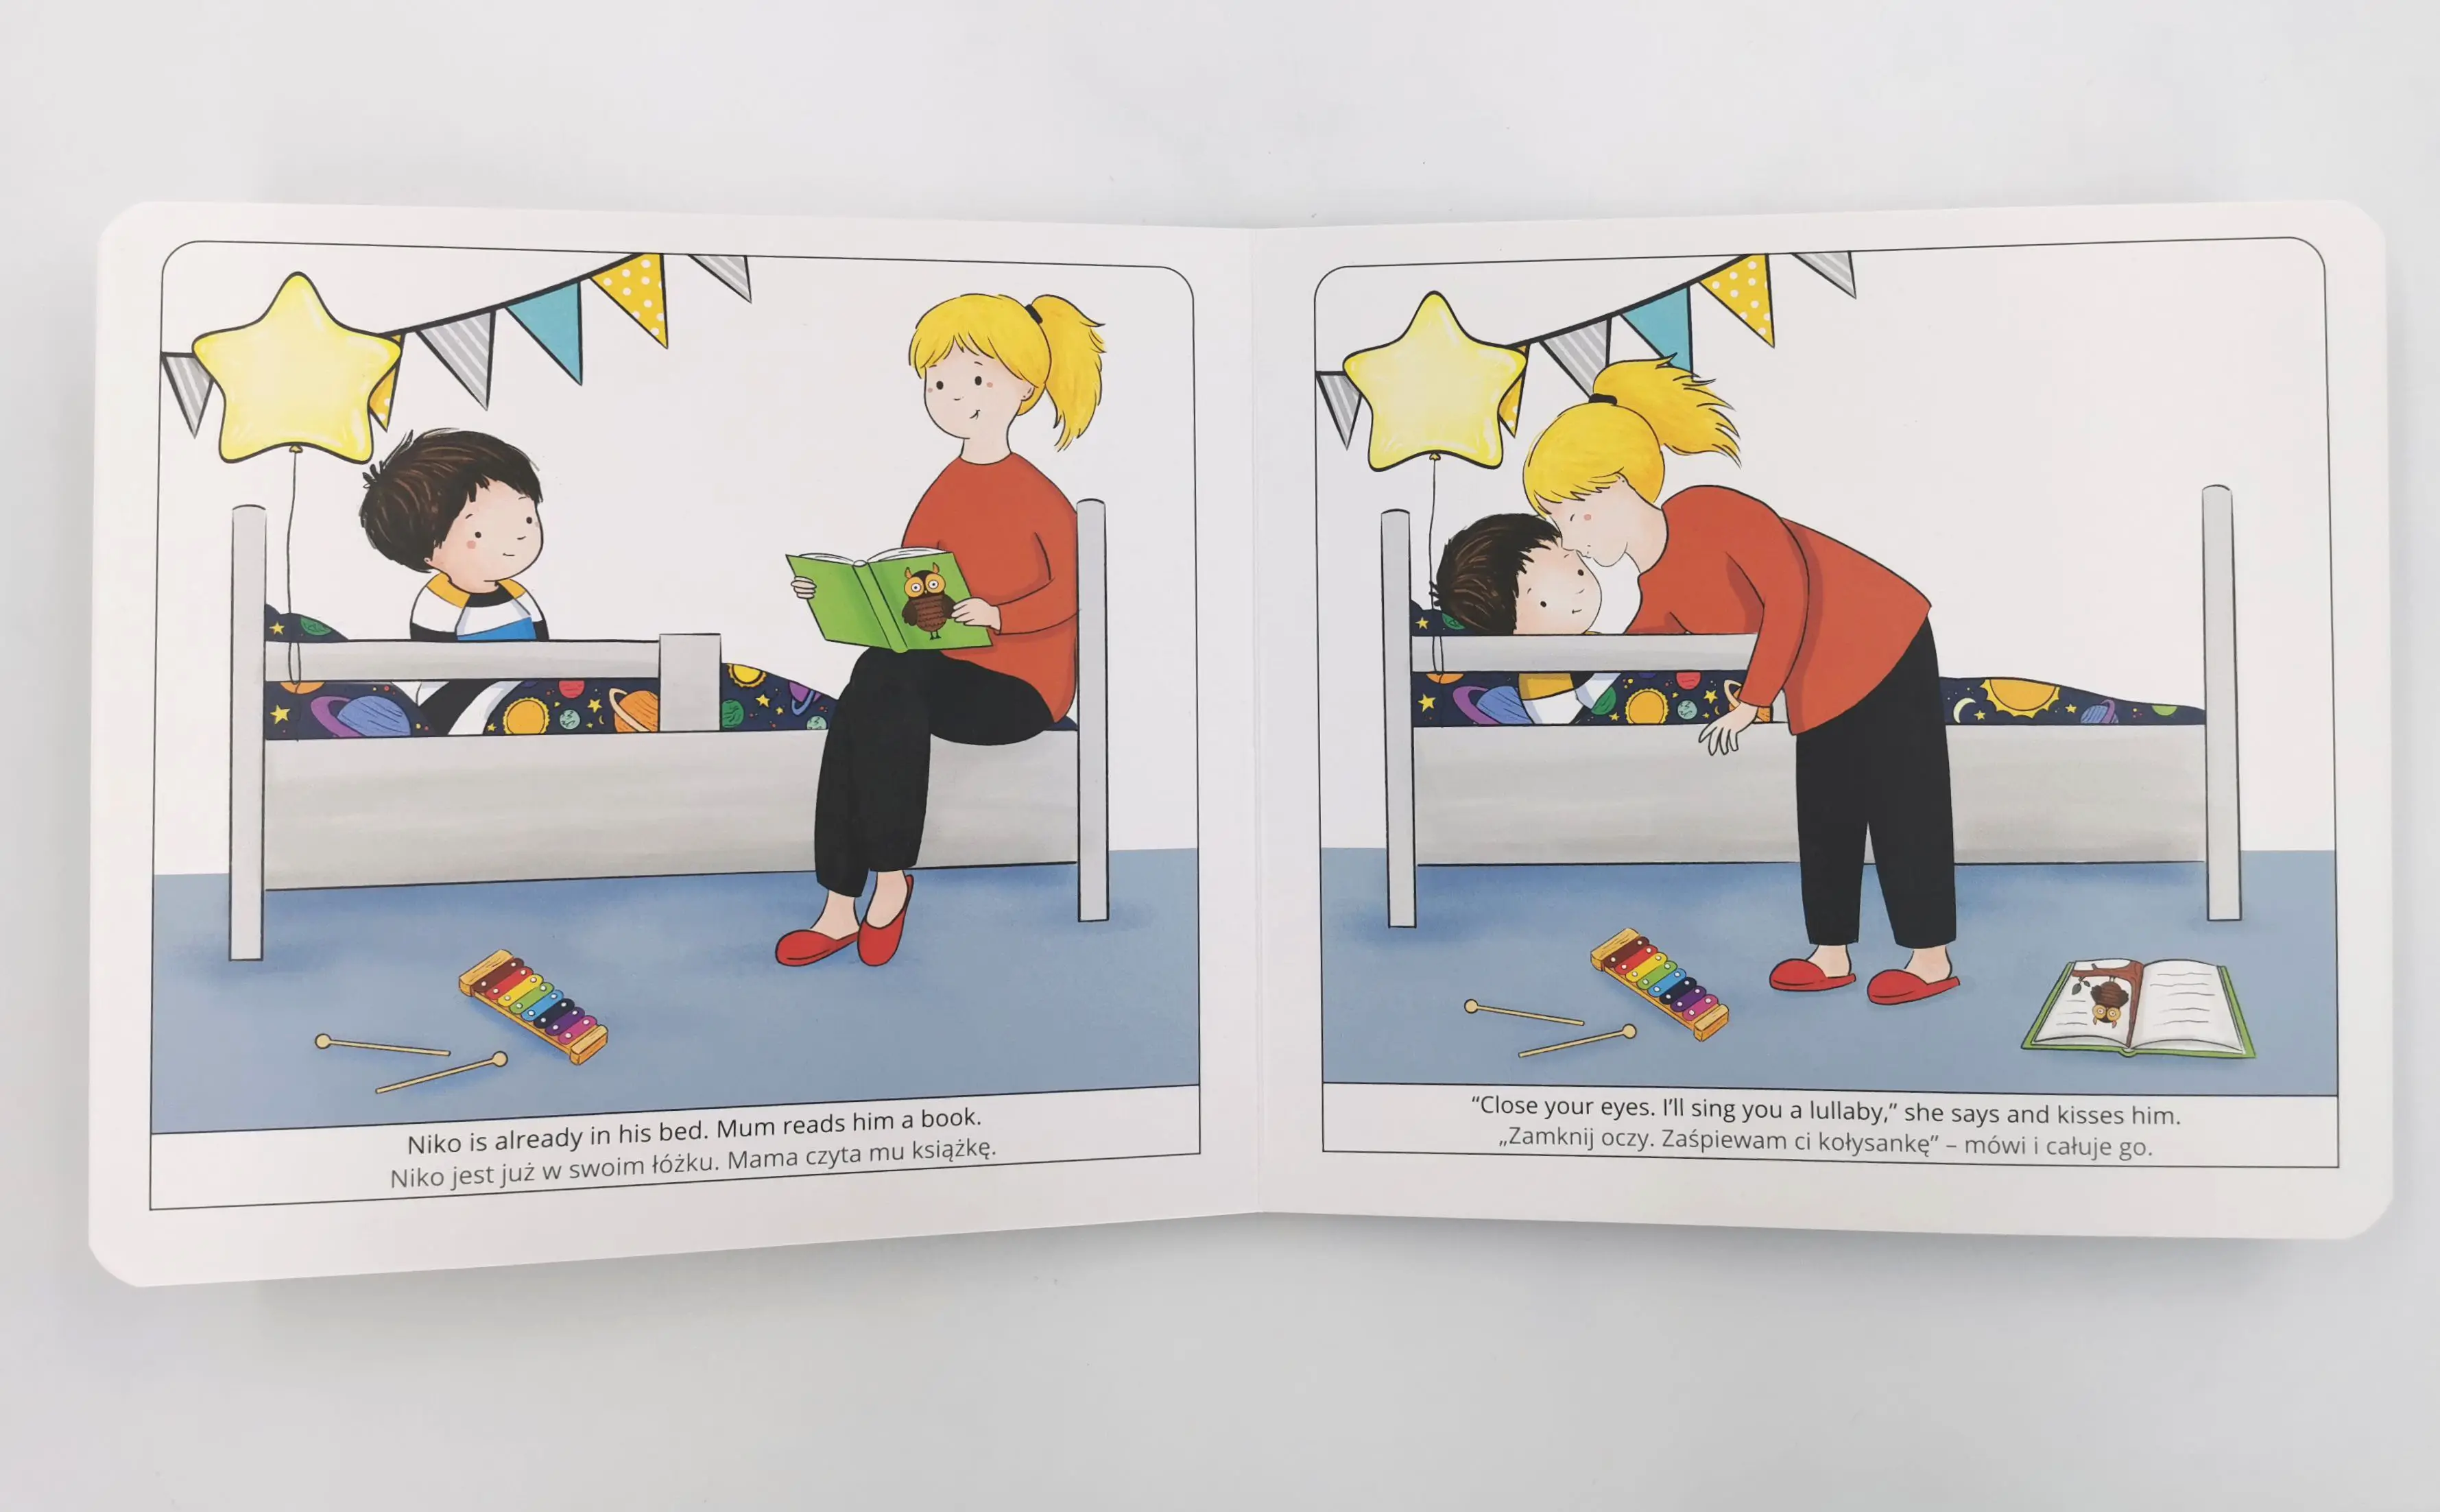 Niko is already in his bed. Mum reads him a book.
Niko jest już w swoim łóżku. Mama czyta mu książkę.
“Close your eyes. I’ll sing you a lullaby,” she says and kisses him.
„Zamknij oczy. Zaśpiewam ci kołysankę” – mówi i całuje go.